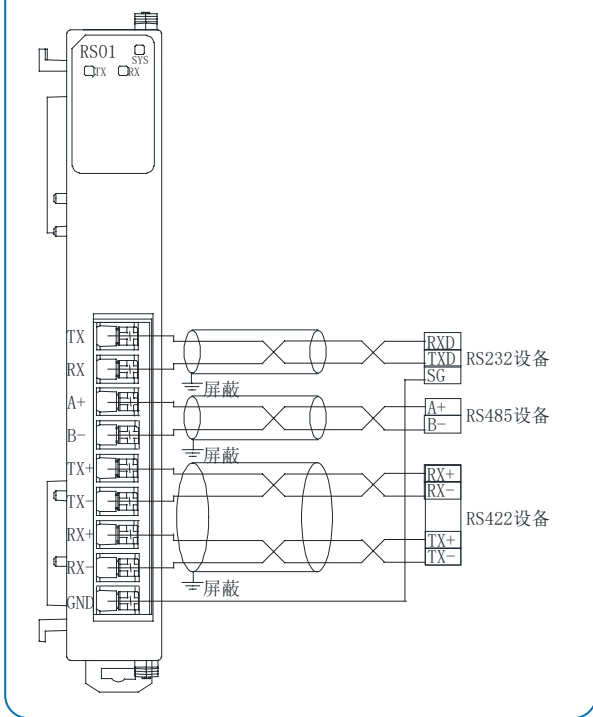 RS01
SYS
TX RX
TX
RX
A+
B-
TX+
TX-
RX+
RX-
GND
屏蔽
屏蔽
屏蔽
RXD
TXD
SG
RS232设备
A+
B-
RS485设备
RX+
RX-
RS422设备
TX+
TX-